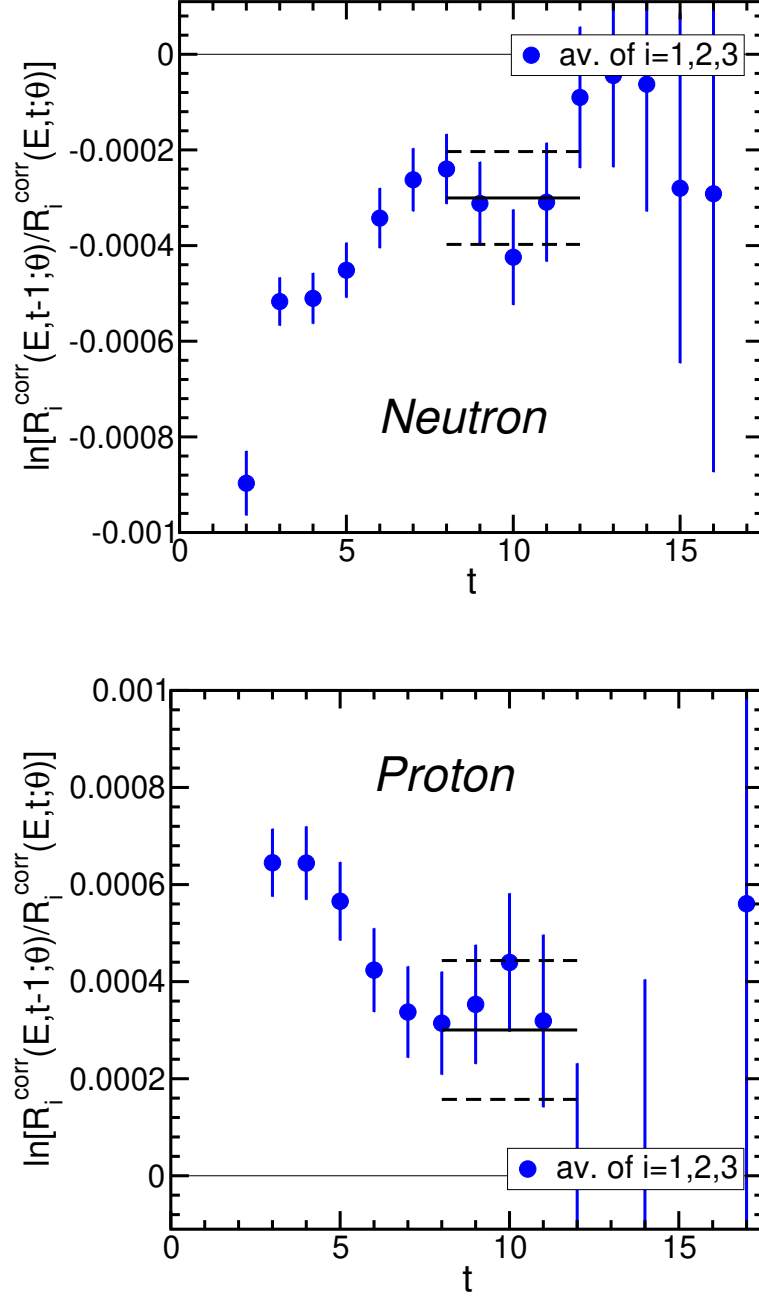 0
-0.0002
-0.0004
-0.0006
-0.0008
-0.001
ln[R_i^corr(E,t-1;θ)/R_i^corr(E,t;θ)]
av. of i=1,2,3
Neutron
0 5 10 15
t
0.001
0.0008
0.0006
0.0004
0.0002
0
ln[R_i^corr(E,t-1;θ)/R_i^corr(E,t;θ)]
Proton
av. of i=1,2,3
0 5 10 15
t